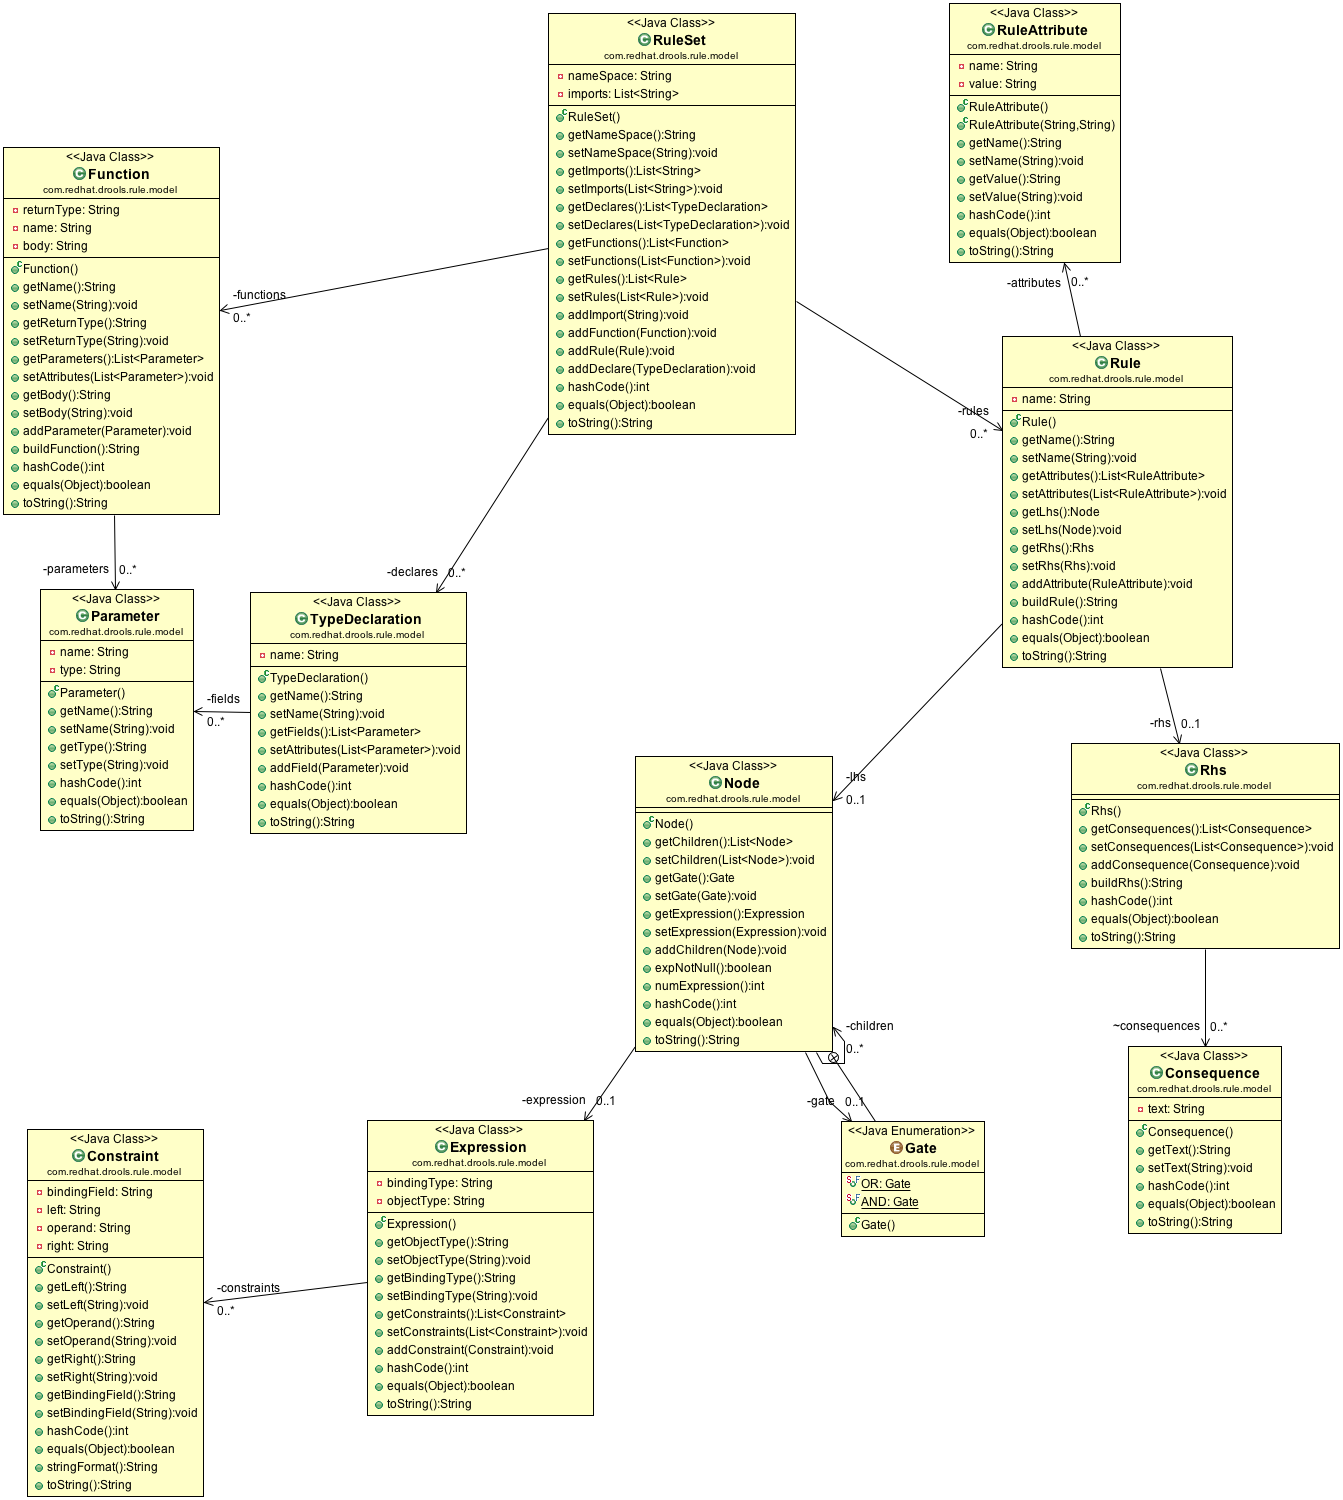 <<Java Class>>
RuleSet
com.redhat.drools.rule.model
nameSpace: String
imports: List<String>
RuleSet()
getNameSpace():String
setNameSpace(String):void
getImports():List<String>
setImports(List<String>):void
getDeclares():List<TypeDeclaration>
setDeclares(List<TypeDeclaration>):void
getFunctions():List<Function>
setFunctions(List<Function>):void
getRules():List<Rule>
setRules(List<Rule>):void
addImport(String):void
addFunction(Function):void
addRule(Rule):void
addDeclare(TypeDeclaration):void
hashCode():int
equals(Object):boolean
toString():String
<<Java Class>>
RuleAttribute
com.redhat.drools.rule.model
name: String
value: String
RuleAttribute()
RuleAttribute(String,String)
getName():String
setName(String):void
getValue():String
setValue(String):void
hashCode():int
equals(Object):boolean
toString():String
<<Java Class>>
Function
com.redhat.drools.rule.model
returnType: String
name: String
body: String
Function()
getName():String
setName(String):void
getReturnType():String
setReturnType(String):void
getParameters():List<Parameter>
setAttributes(List<Parameter>):void
getBody():String
setBody(String):void
addParameter(Parameter):void
buildFunction():String
hashCode():int
equals(Object):boolean
toString():String
-functions
0..*
-attributes
0..*
-rules
0..*
<<Java Class>>
Rule
com.redhat.drools.rule.model
name: String
Rule()
getName():String
setName(String):void
getAttributes():List<RuleAttribute>
setAttributes(List<RuleAttribute>):void
getLhs():Node
setLhs(Node):void
getRhs():Rhs
setRhs(Rhs):void
addAttribute(RuleAttribute):void
buildRule():String
hashCode():int
equals(Object):boolean
toString():String
-parameters
0..*
-declares
0..*
<<Java Class>>
Parameter
com.redhat.drools.rule.model
name: String
type: String
Parameter()
getName():String
setName(String):void
getType():String
setType(String):void
hashCode():int
equals(Object):boolean
toString():String
-fields
0..*
<<Java Class>>
TypeDeclaration
com.redhat.drools.rule.model
name: String
TypeDeclaration()
getName():String
setName(String):void
getFields():List<Parameter>
setAttributes(List<Parameter>):void
addField(Parameter):void
hashCode():int
equals(Object):boolean
toString():String
-rhs
0..1
-lhs
0..1
<<Java Class>>
Node
com.redhat.drools.rule.model
Node()
getChildren():List<Node>
setChildren(List<Node>):void
getGate():Gate
setGate(Gate):void
getExpression():Expression
setExpression(Expression):void
addChildren(Node):void
expNotNull():boolean
numExpression():int
hashCode():int
equals(Object):boolean
toString():String
<<Java Class>>
Rhs
com.redhat.drools.rule.model
Rhs()
getConsequences():List<Consequence>
setConsequences(List<Consequence>):void
addConsequence(Consequence):void
buildRhs():String
hashCode():int
equals(Object):boolean
toString():String
-children
0..*
~consequences
0..*
-expression
0..1
-gate
0..1
<<Java Class>>
Consequence
com.redhat.drools.rule.model
text: String
Consequence()
getText():String
setText(String):void
hashCode():int
equals(Object):boolean
toString():String
<<Java Class>>
Constraint
com.redhat.drools.rule.model
bindingField: String
left: String
operand: String
right: String
Constraint()
getLeft():String
setLeft(String):void
getOperand():String
setOperand(String):void
getRight():String
setRight(String):void
getBindingField():String
setBindingField(String):void
hashCode():int
equals(Object):boolean
stringFormat():String
toString():String
-constraints
0..*
<<Java Class>>
Expression
com.redhat.drools.rule.model
bindingType: String
objectType: String
Expression()
getObjectType():String
setObjectType(String):void
getBindingType():String
setBindingType(String):void
getConstraints():List<Constraint>
setConstraints(List<Constraint>):void
addConstraint(Constraint):void
hashCode():int
equals(Object):boolean
toString():String
<<Java Enumeration>>
Gate
com.redhat.drools.rule.model
OR: Gate
AND: Gate
Gate()